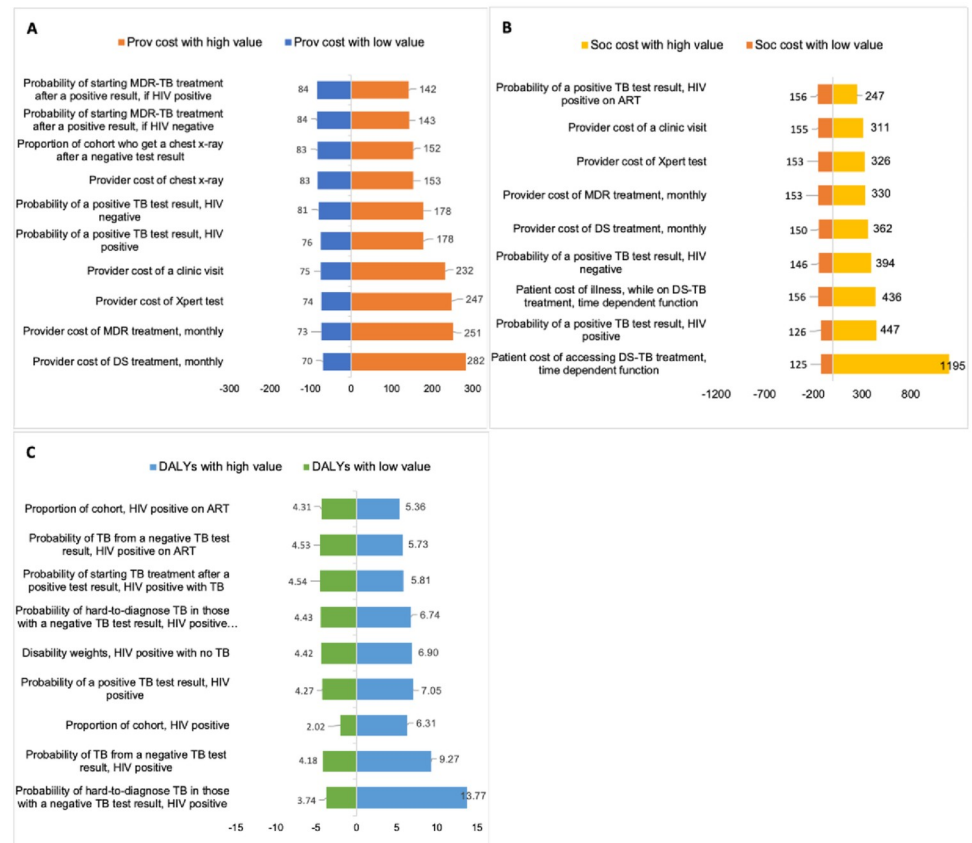 A
Prov cost with high value Prov cost with low value
Probability of starting MDR-TB treatment
after a positive result, if HIV positive
84 142
Probability of starting MDR-TB treatment
after a positive result, if HIV negative
84 143
Proportion of cohort who get a chest x-ray
after a negative test result
83 152
Provider cost of chest x-ray
83 153
Probability of a positive TB test result, HIV
negative
81 178
Probability of a positive TB test result, HIV
positive
76 178
Provider cost of a clinic visit
75 232
Provider cost of Xpert test
74 247
Provider cost of MDR treatment, monthly
73 251
Provider cost of DS treatment, monthly
70 282
-300 -200 -100 0 100 200 300
B
Soc cost with high value Soc cost with low value
Probability of a positive TB test result, HIV
positive on ART
156 247
Provider cost of a clinic visit
155 311
Provider cost of Xpert test
153 326
Provider cost of MDR treatment, monthly
153 330
Provider cost of DS treatment, monthly
150 362
Probability of a positive TB test result, HIV
negative
146 394
Patient cost of illness, while on DS-TB
treatment, time dependent function
156 436
Probability of a positive TB test result, HIV
positive
126 447
Patient cost of accessing DS-TB treatment,
time dependent function
125 1195
-1200 -700 -200 300 800
C
DALYs with high value DALYs with low value
Proportion of cohort, HIV positive on ART
4.31 5.36
Probability of TB from a negative TB test
result, HIV positive on ART
4.53 5.73
Probability of starting TB treatment after a
positive test result, HIV positive with TB
4.54 5.81
Probability of hard-to-diagnose TB in those
with a negative TB test result, HIV positive…
4.43 6.74
Disability weights, HIV positive with no TB
4.42 6.90
Probability of a positive TB test result, HIV
positive
4.27 7.05
Proportion of cohort, HIV positive
2.02 6.31
Probability of TB from a negative TB test
result, HIV positive
4.18 9.27
Probability of hard-to-diagnose TB in those
with a negative TB test result, HIV positive
3.74 13.77
-15 -10 -5 0 5 10 15